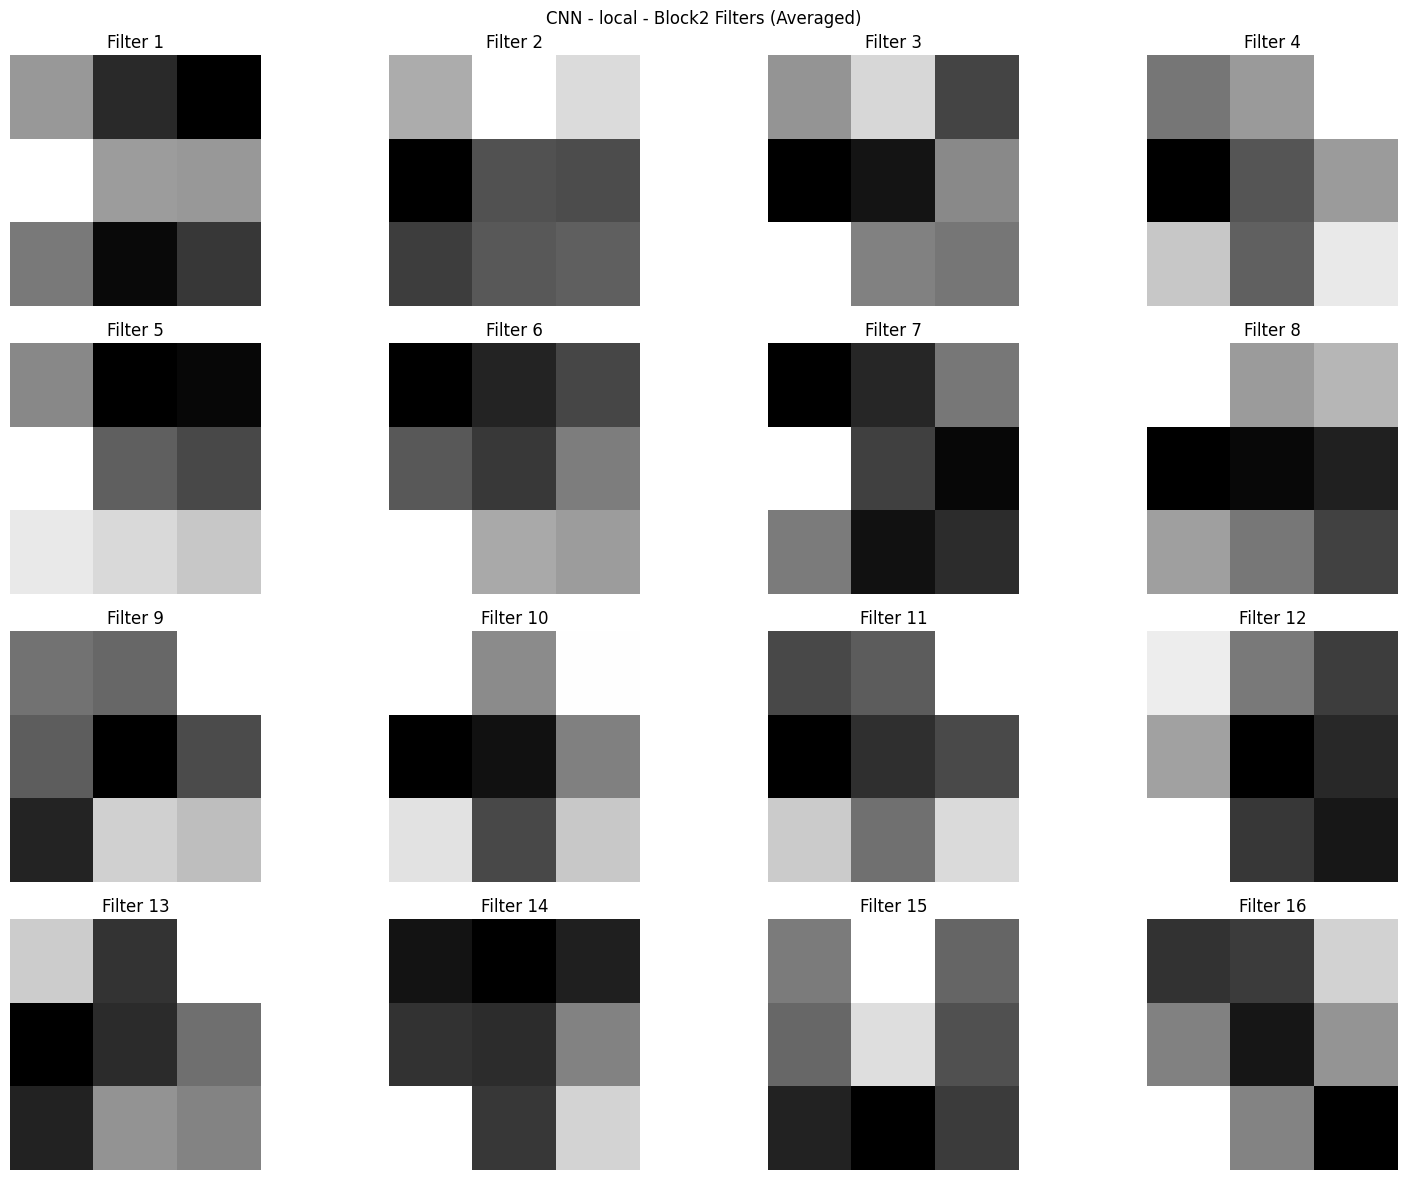 CNN - local - Block2 Filters (Averaged)
Filter 1
Filter 2
Filter 3
Filter 4
Filter 5
Filter 6
Filter 7
Filter 8
Filter 9
Filter 10
Filter 11
Filter 12
Filter 13
Filter 14
Filter 15
Filter 16